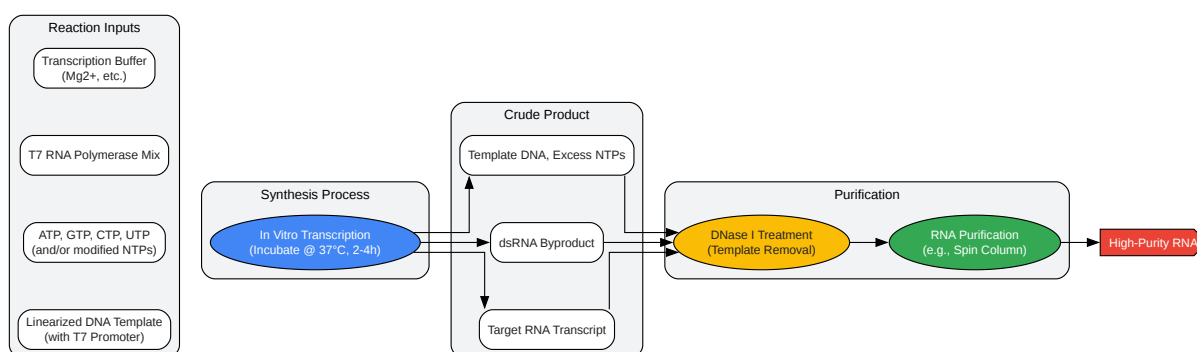 Reaction Inputs
Transcription Buffer
(Mg2+, etc.)
T7 RNA Polymerase Mix
ATP, GTP, CTP, UTP
(and/or modified NTPs)
Linearized DNA Template
(with T7 Promoter)
Synthesis Process
In Vitro Transcription
(Incubate @ 37°C, 2-4h)
Crude Product
Template DNA, Excess NTPs
dsRNA Byproduct
Target RNA Transcript
Purification
DNase I Treatment
(Template Removal)
RNA Purification
(e.g., Spin Column)
High-Purity RNA